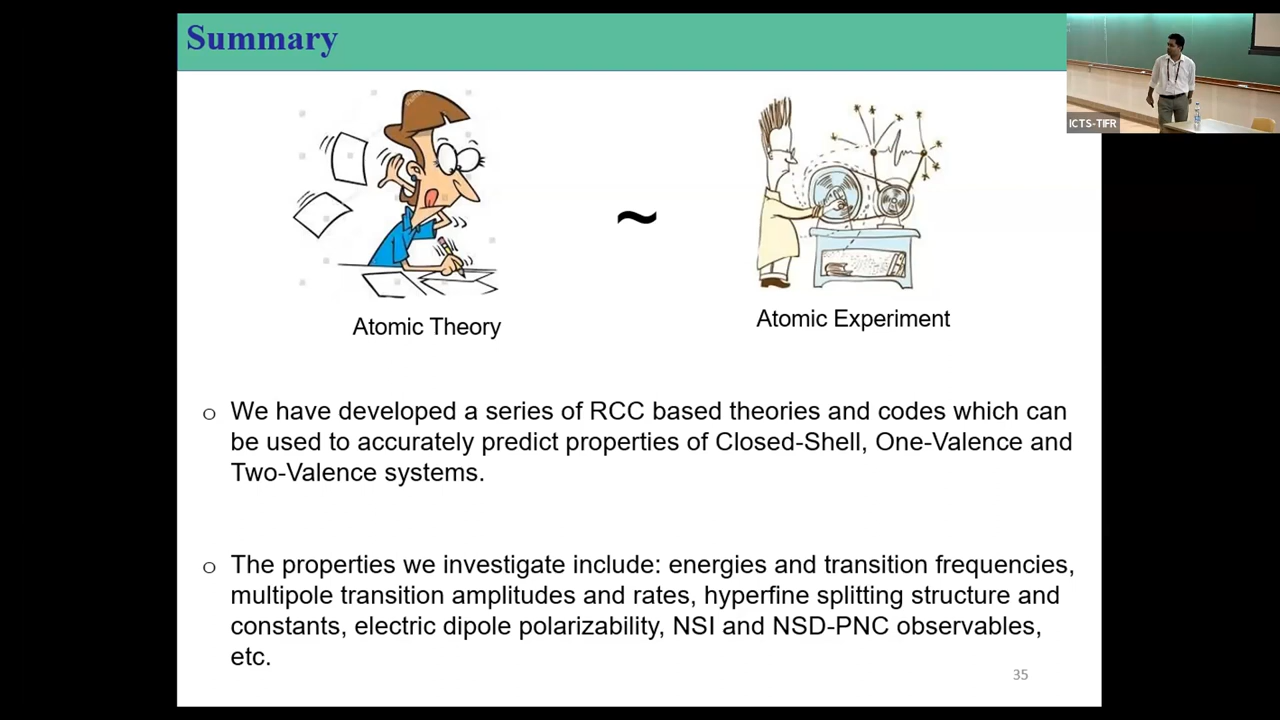 Summary
ICTS-TIFR
~
Atomic Theory
Atomic Experiment
o We have developed a series of RCC based theories and codes which can
be used to accurately predict properties of Closed-Shell, One-Valence and
Two-Valence systems.
o The properties we investigate include: energies and transition frequencies,
multipole transition amplitudes and rates, hyperfine splitting structure and
constants, electric dipole polarizability, NSI and NSD-PNC observables,
etc.
35